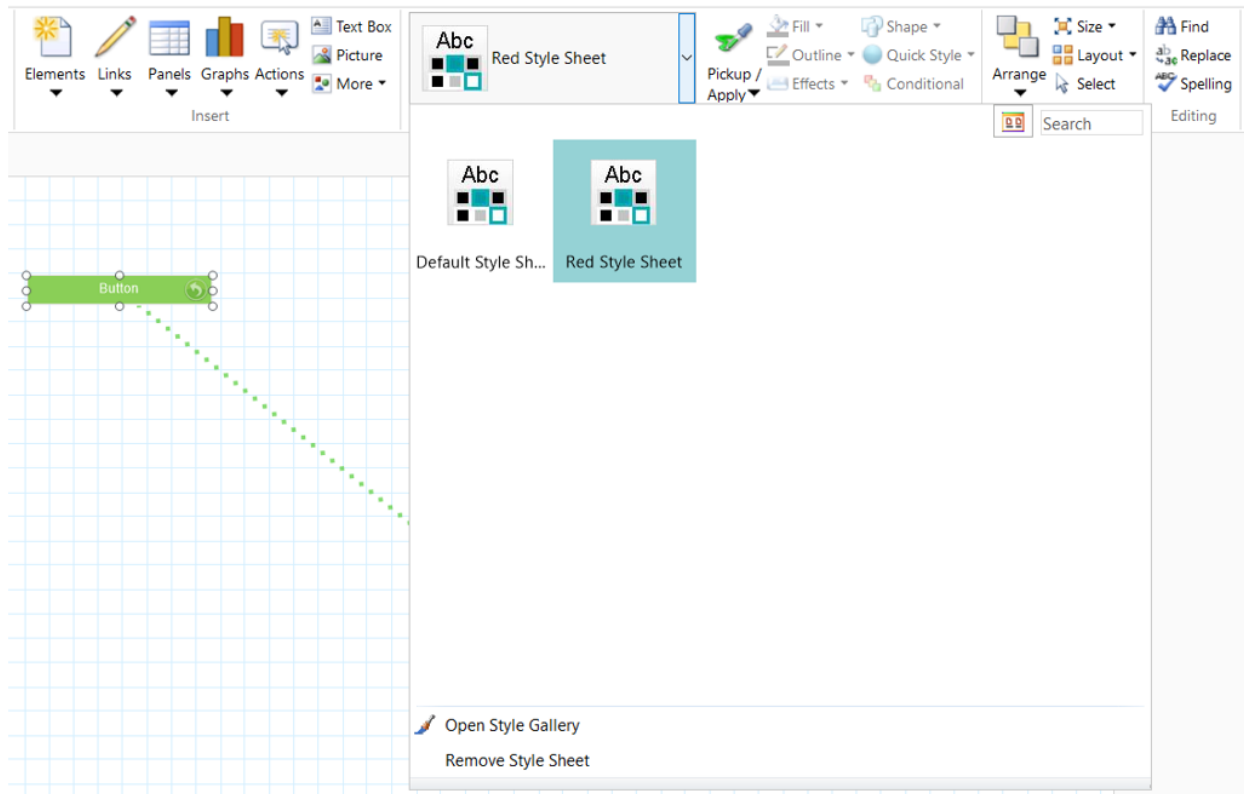 Elements
Links
Panels
Graphs
Actions
Text Box
Picture
More
Insert
Abc
Red Style Sheet
Pickup /
Apply
Fill
Outline
Effects
Shape
Quick Style
Conditional
Arrange
Size
Layout
Select
Find
Replace
Spelling
Editing
Search
Abc
Default Style Sh...
Abc
Red Style Sheet
Button
Open Style Gallery
Remove Style Sheet